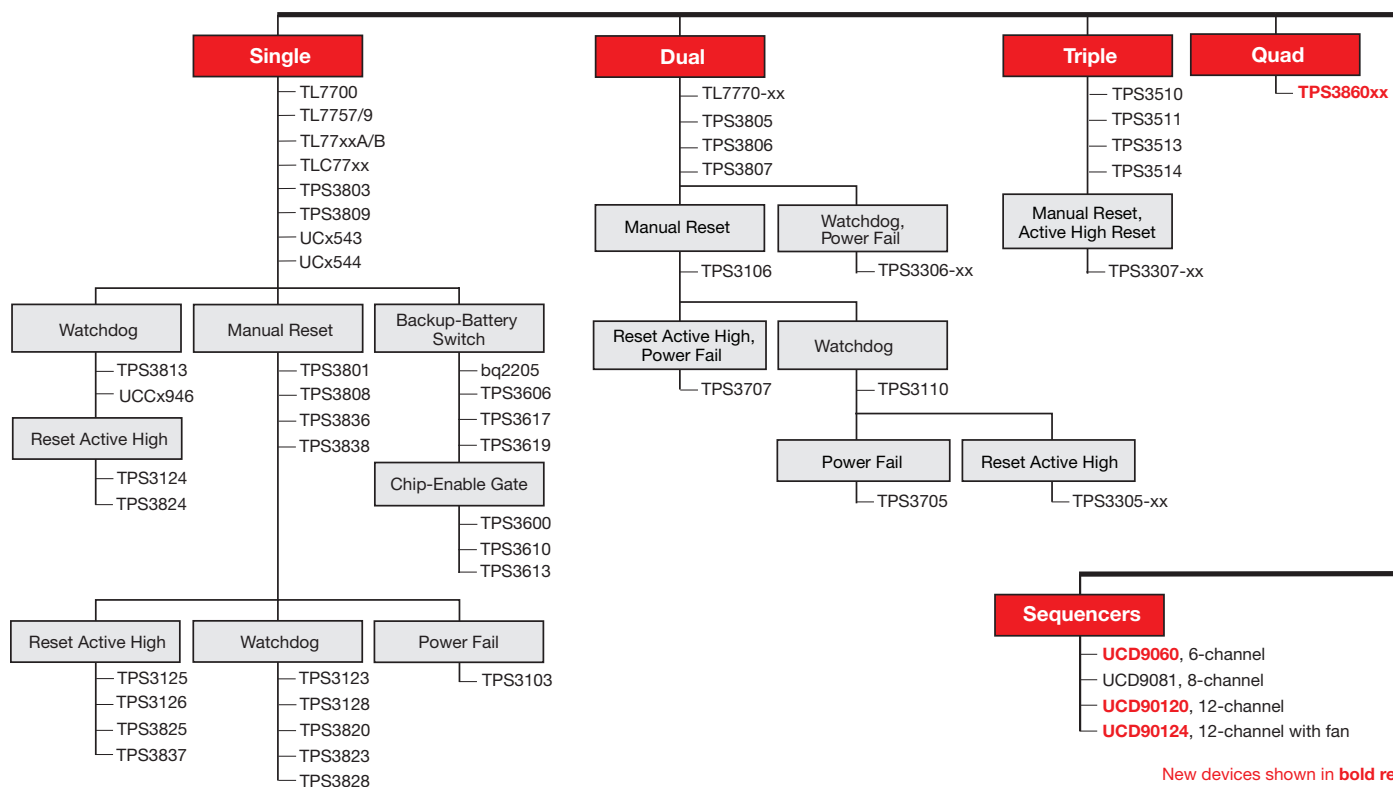 Single
TL7700
TL7757/9
TL77xxA/B
TLC77xx
TPS3803
TPS3809
UCx543
UCx544
Watchdog
TPS3813
UCCx946
Reset Active High
TPS3124
TPS3824
Manual Reset
TPS3801
TPS3808
TPS3836
TPS3838
Backup-Battery
Switch
bq2205
TPS3606
TPS3617
TPS3619
Chip-Enable Gate
TPS3600
TPS3610
TPS3613
Reset Active High
TPS3125
TPS3126
TPS3825
TPS3837
Watchdog
TPS3123
TPS3128
TPS3820
TPS3823
TPS3828
Power Fail
TPS3103
Dual
TL7770-xx
TPS3805
TPS3806
TPS3807
Manual Reset
TPS3106
Watchdog,
Power Fail
TPS3306-xx
Reset Active High,
Power Fail
TPS3707
Watchdog
TPS3110
Power Fail
TPS3705
Reset Active High
TPS3305-xx
Triple
TPS3510
TPS3511
TPS3513
TPS3514
Manual Reset,
Active High Reset
TPS3307-xx
Quad
TPS3860xx
Sequencers
UCD9060, 6-channel
UCD9081, 8-channel
UCD90120, 12-channel
UCD90124, 12-channel with fan
New devices shown in bold re